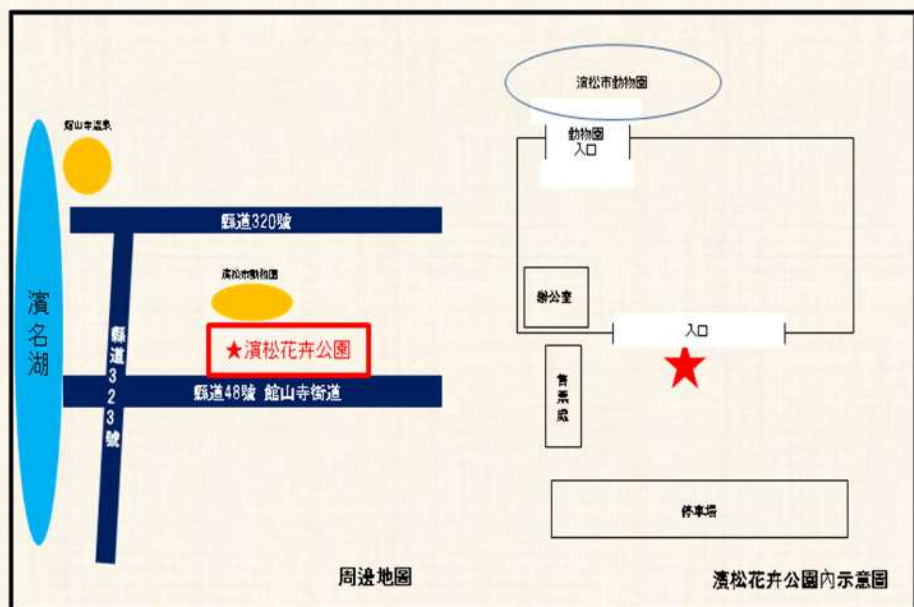 館山寺溫泉
濱名湖
縣道320號
縣道323號
濱松市動物園
★濱松花卉公園
縣道48號 館山寺街道
周邊地圖
濱松市動物園
動物園
入口
辦公室
入口
售票處
停車場
濱松花卉公園內示意圖